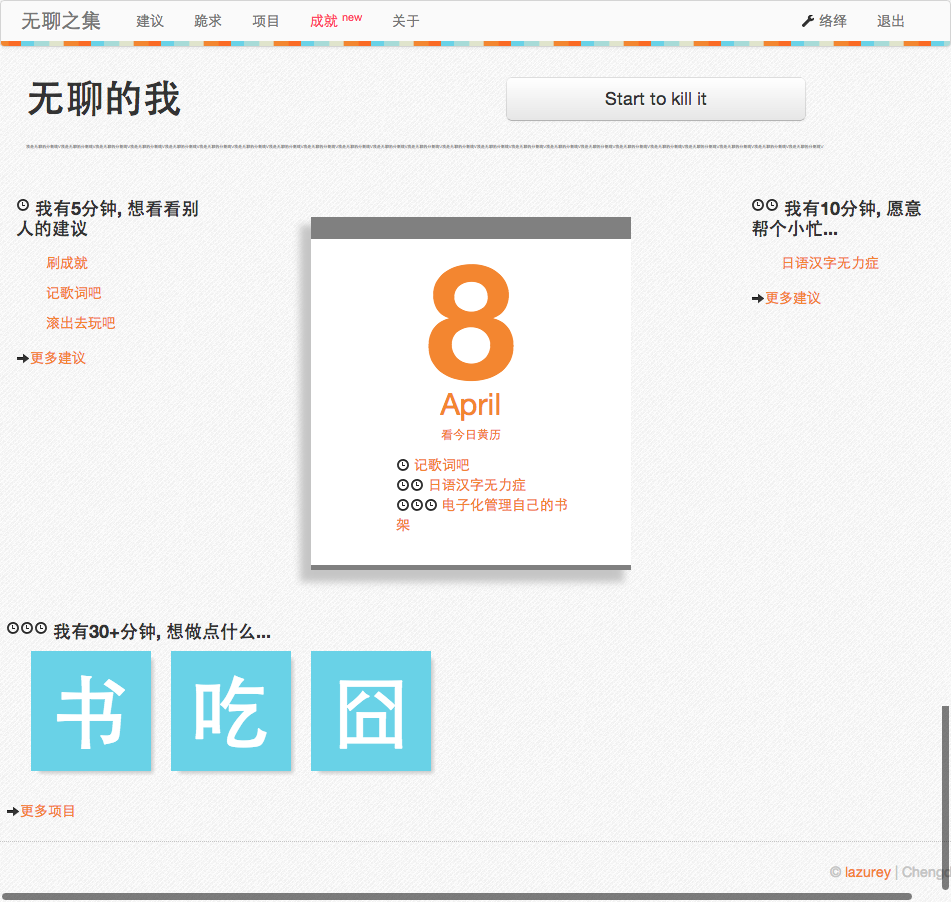 无聊之集 建议 跪求 项目 成就 new 关于 络绎 退出
无聊的我
Start to kill it
我有5分钟, 想看看别
人的建议
刷成就
记歌词吧
滚出去玩吧
更多建议
8
April
看今日黄历
记歌词吧
日语汉字无力症
电子化管理自己的书
架
我有10分钟, 愿意
帮个小忙...
日语汉字无力症
更多建议
我有30+分钟, 想做点什么...
书 吃 囧
更多项目
© lazurey | Cheng